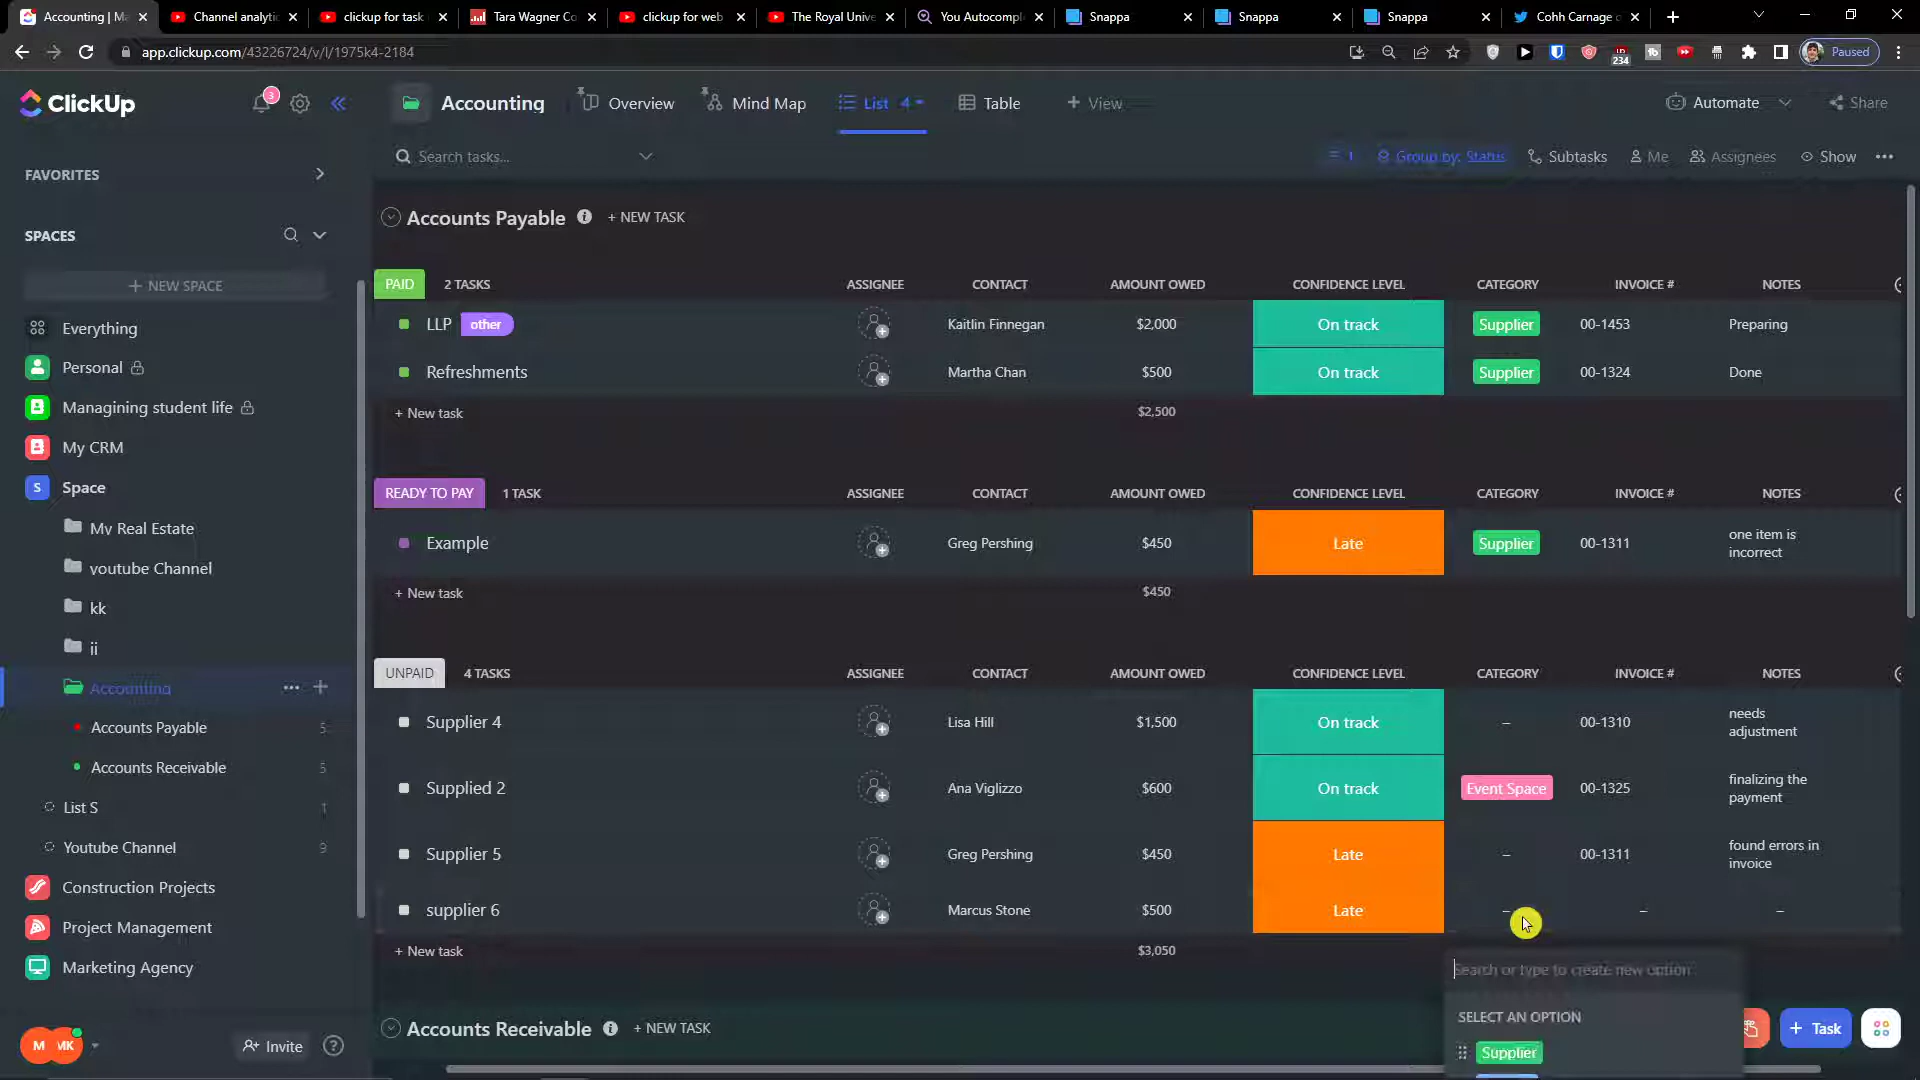 Accounting | Ma
Channel analytic
clickup for task
Tara Wagner Co
clickup for web
The Royal Unive
You Autocompl
Snappa
Snappa
Snappa
Cohh Carnage o
app.clickup.com/43226724/v/l/1975k4-2184
234
Paused
ClickUp
3
Accounting
Overview
Mind Map
List 4
Table
+ View
Automate
Share
Search tasks...
1
Group by: Status
Subtasks
Me
Assignees
Show
FAVORITES
SPACES
+ NEW SPACE
Everything
Personal
Managining student life
My CRM
S Space
My Real Estate
youtube Channel
kk
ii
Accounting
Accounts Payable 5
Accounts Receivable 5
List S 1
Youtube Channel 9
Construction Projects
Project Management
Marketing Agency
M MK
Invite
?
Accounts Payable + NEW TASK
PAID 2 TASKS ASSIGNEE CONTACT AMOUNT OWED CONFIDENCE LEVEL CATEGORY INVOICE # NOTES
LLP other Kaitlin Finnegan $2,000 On track Supplier 00-1453 Preparing
Refreshments Martha Chan $500 On track Supplier 00-1324 Done
+ New task $2,500
READY TO PAY 1 TASK ASSIGNEE CONTACT AMOUNT OWED CONFIDENCE LEVEL CATEGORY INVOICE # NOTES
Example Greg Pershing $450 Late Supplier 00-1311 one item is
incorrect
+ New task $450
UNPAID 4 TASKS ASSIGNEE CONTACT AMOUNT OWED CONFIDENCE LEVEL CATEGORY INVOICE # NOTES
Supplier 4 Lisa Hill $1,500 On track – 00-1310 needs
adjustment
Supplied 2 Ana Viglizzo $600 On track Event Space 00-1325 finalizing the
payment
Supplier 5 Greg Pershing $450 Late – 00-1311 found errors in
invoice
supplier 6 Marcus Stone $500 Late – – –
+ New task $3,050
Search or type to create new option
SELECT AN OPTION
Supplier
Accounts Receivable + NEW TASK
+ Task